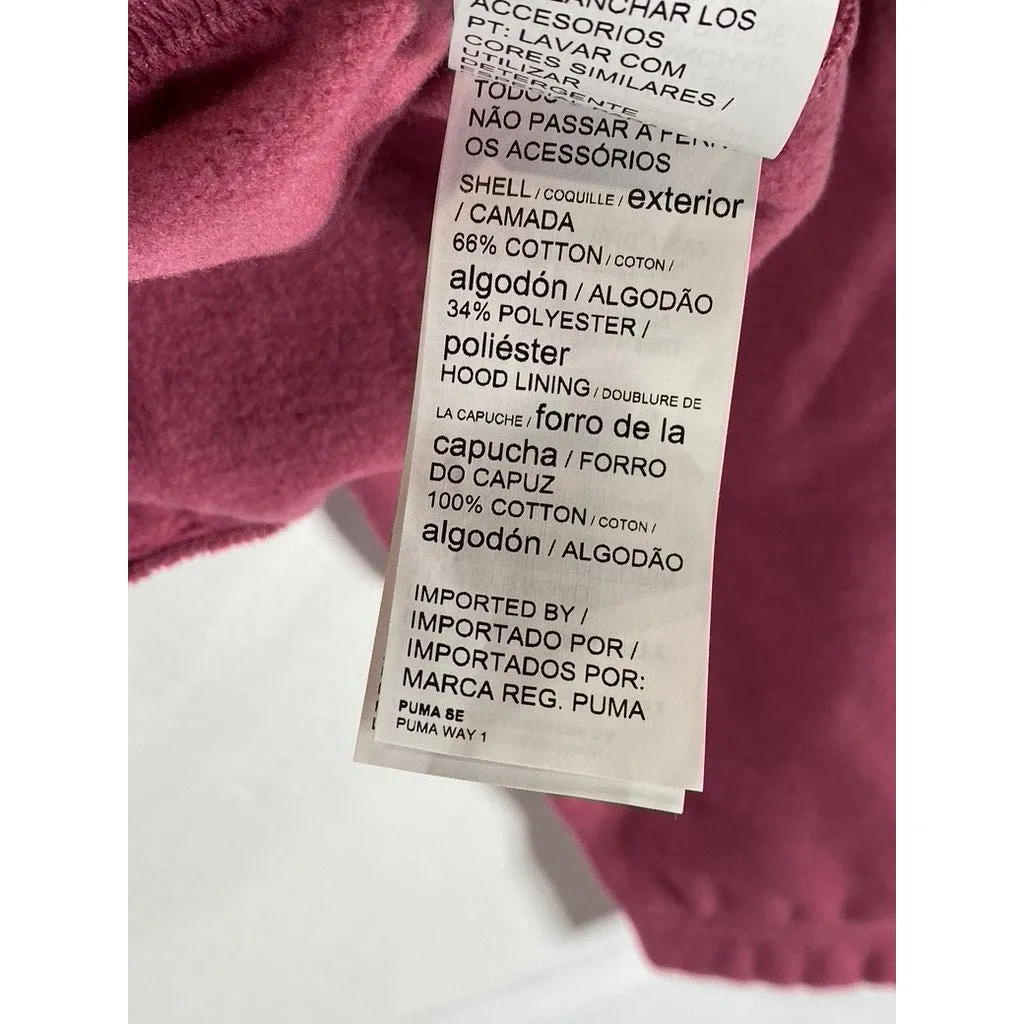 PLANCHAR LOS
ACCESORIOS
PT: LAVAR COM
CORES SIMILARES /
UTILIZAR
DETERGENTE
NÃO PASSAR A
OS ACESSÓRIOS
SHELL / COQUILLE / exterior
/ CAMADA
66% COTTON / COTON /
algodón / ALGODÃO
34% POLYESTER /
poliéster
HOOD LINING / DOUBLURE DE
LA CAPUCHE / forro de la
capucha / FORRO
DO CAPUZ
100% COTTON / COTON /
algodón / ALGODÃO
IMPORTED BY /
IMPORTADO POR /
IMPORTADOS POR:
MARCA REG. PUMA
PUMA SE
PUMA WAY 1